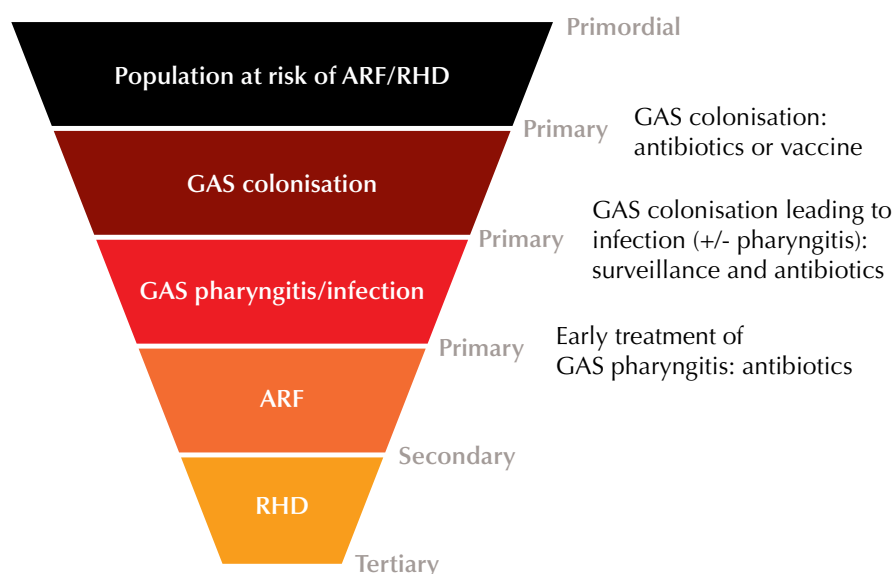 Primordial
Population at risk of ARF/RHD
Primary
GAS colonisation:
antibiotics or vaccine
GAS colonisation
Primary
GAS colonisation leading to
infection (+/- pharyngitis):
surveillance and antibiotics
GAS pharyngitis/infection
Primary
Early treatment of
GAS pharyngitis: antibiotics
ARF
Secondary
RHD
Tertiary